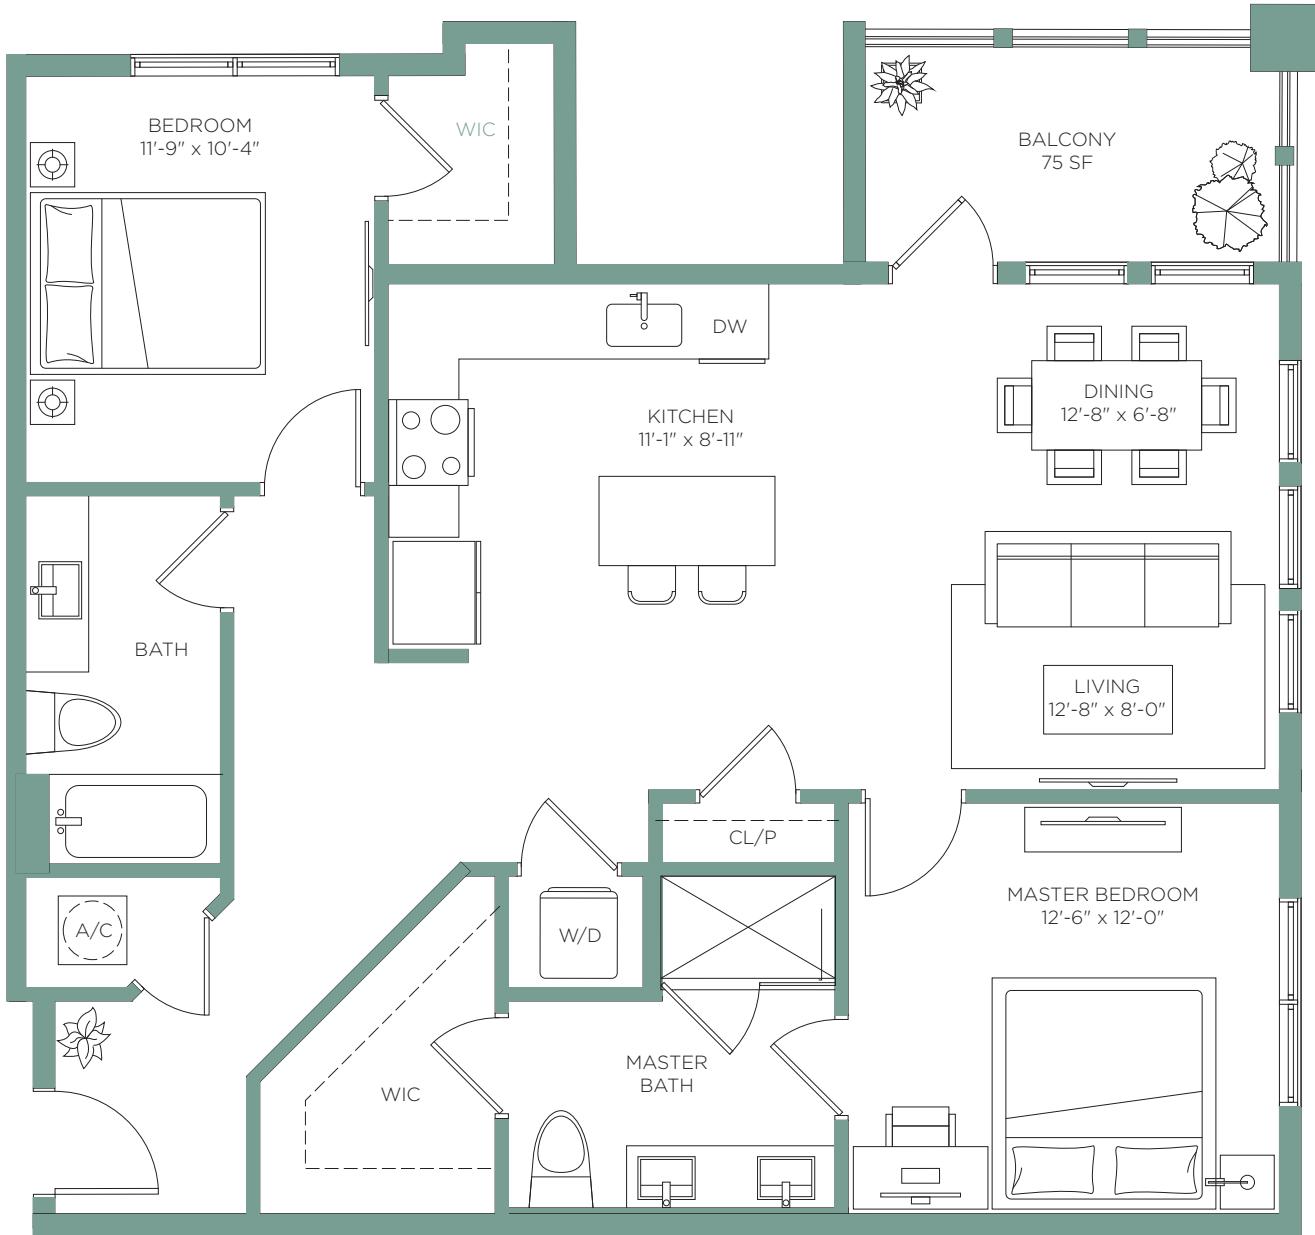 BEDROOM
11'-9" x 10'-4"
WIC
BALCONY
75 SF
DW
KITCHEN
11'-1" x 8'-11"
DINING
12'-8" x 6'-8"
BATH
LIVING
12'-8" x 8'-0"
CL/P
A/C
W/D
MASTER BEDROOM
12'-6" x 12'-0"
WIC
MASTER
BATH